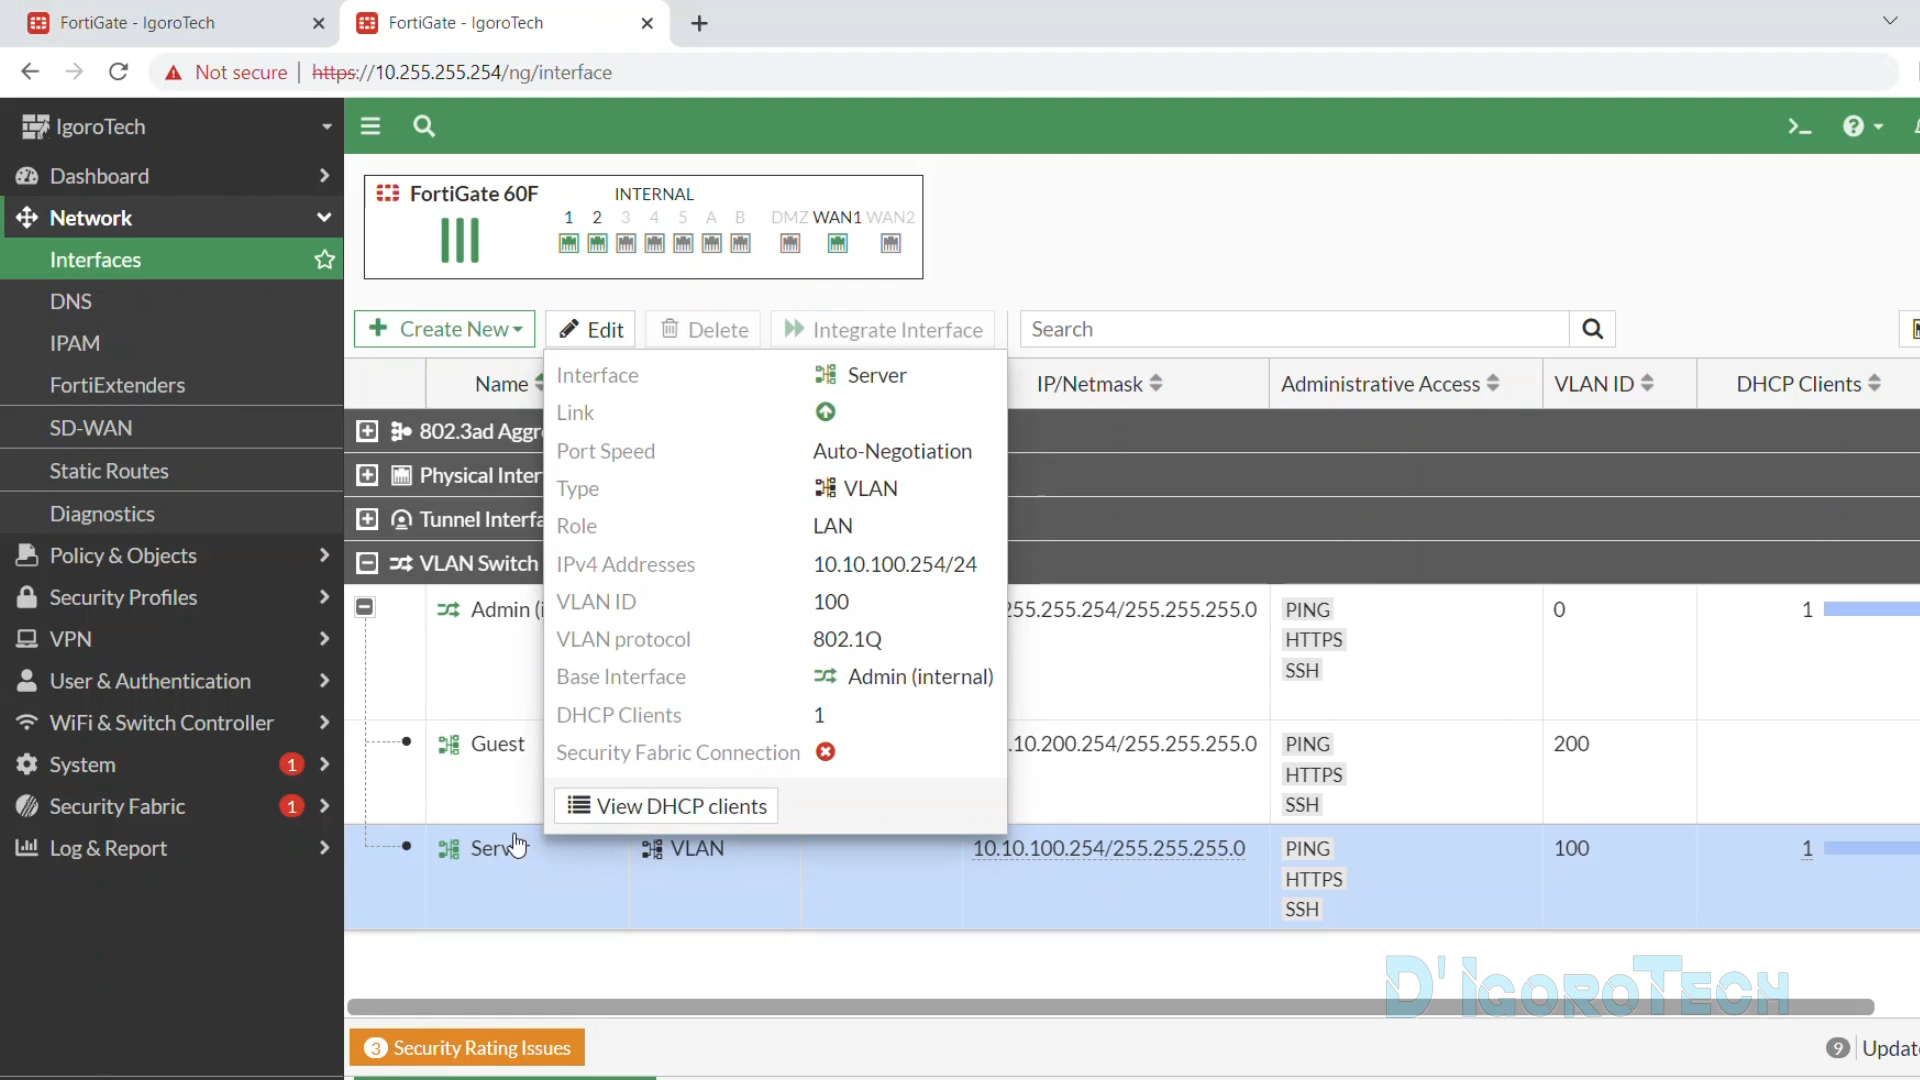 FortiGate - IgoroTech
FortiGate - IgoroTech
Not secure | https://10.255.255.254/ng/interface
IgoroTech
Dashboard
Network
Interfaces
DNS
IPAM
FortiExtenders
SD-WAN
Static Routes
Diagnostics
Policy & Objects
Security Profiles
VPN
User & Authentication
WiFi & Switch Controller
System 1
Security Fabric 1
Log & Report
FortiGate 60F
INTERNAL
1 2 3 4 5 A B DMZ WAN1 WAN2
Create New
Edit
Delete
Integrate Interface
Search
Name
IP/Netmask
Administrative Access
VLAN ID
DHCP Clients
802.3ad Aggr
Physical Inter
Tunnel Interfa
VLAN Switch
Interface Server
Link
Port Speed Auto-Negotiation
Type VLAN
Role LAN
IPv4 Addresses 10.10.100.254/24
VLAN ID 100
VLAN protocol 802.1Q
Base Interface Admin (internal)
DHCP Clients 1
Security Fabric Connection
View DHCP clients
Admin (i 255.255.254/255.255.255.0 PING 0 1
HTTPS
SSH
Guest .10.200.254/255.255.255.0 PING 200
HTTPS
SSH
Serv VLAN 10.10.100.254/255.255.255.0 PING 100 1
HTTPS
SSH
D'IgoroTech
3 Security Rating Issues
9 Updat